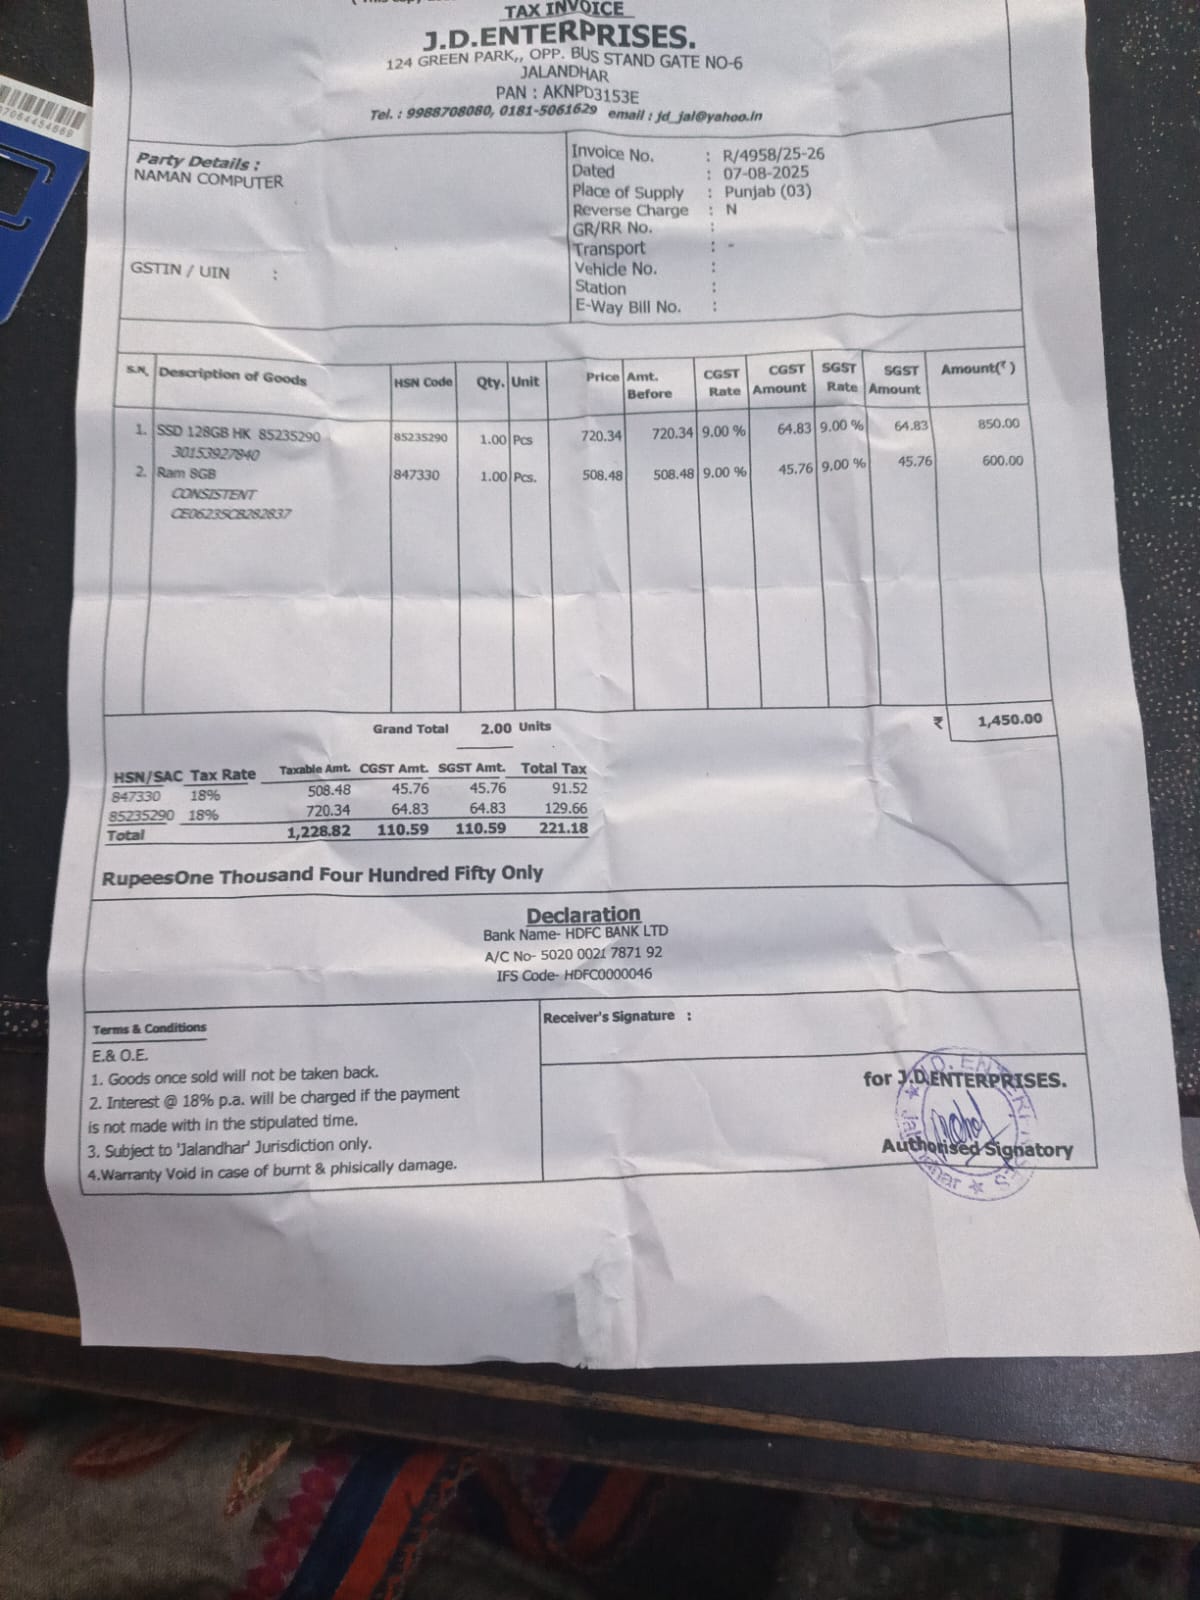 TAX INVOICE
J.D.ENTERPRISES.
124 GREEN PARK,, OPP. BUS STAND GATE NO-6
JALANDHAR
PAN : AKNPD3153E
Tel. : 9988708080, 0181-5061629 email : jd_jal@yahoo.in
Party Details :
NAMAN COMPUTER
GSTIN / UIN :
Invoice No. : R/4958/25-26
Dated : 07-08-2025
Place of Supply : Punjab (03)
Reverse Charge : N
GR/RR No. :
Transport : -
Vehicle No. :
Station :
E-Way Bill No. :
S.N. Description of Goods HSN Code Qty. Unit Price Amt. Before CGST Rate CGST Amount SGST Rate SGST Amount Amount(₹ )
1. SSD 128GB HK 85235290 85235290 1.00 Pcs 720.34 720.34 9.00 % 64.83 9.00 % 64.83 850.00
30153927840
2. Ram 8GB 847330 1.00 Pcs. 508.48 508.48 9.00 % 45.76 9.00 % 45.76 600.00
CONSISTENT
CE06235CB282837
Grand Total 2.00 Units ₹ 1,450.00
HSN/SAC Tax Rate Taxable Amt. CGST Amt. SGST Amt. Total Tax
847330 18% 508.48 45.76 45.76 91.52
85235290 18% 720.34 64.83 64.83 129.66
Total 1,228.82 110.59 110.59 221.18
RupeesOne Thousand Four Hundred Fifty Only
Declaration
Bank Name- HDFC BANK LTD
A/C No- 5020 0021 7871 92
IFS Code- HDFC0000046
Terms & Conditions
E.& O.E.
1. Goods once sold will not be taken back.
2. Interest @ 18% p.a. will be charged if the payment
is not made with in the stipulated time.
3. Subject to 'Jalandhar' Jurisdiction only.
4.Warranty Void in case of burnt & phisically damage.
Receiver's Signature :
for J.D.ENTERPRISES.
Authorised Signatory